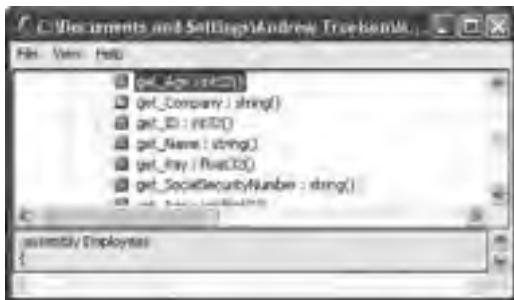 C:\Documents and Settings\Andrew Troelsen\
File View Help
get_Age : int32()
get_Company : string()
get_ID : int32()
get_Name : string()
get_Pay : float32()
get_SocialSecurityNumber : string()
assembly Employees
{